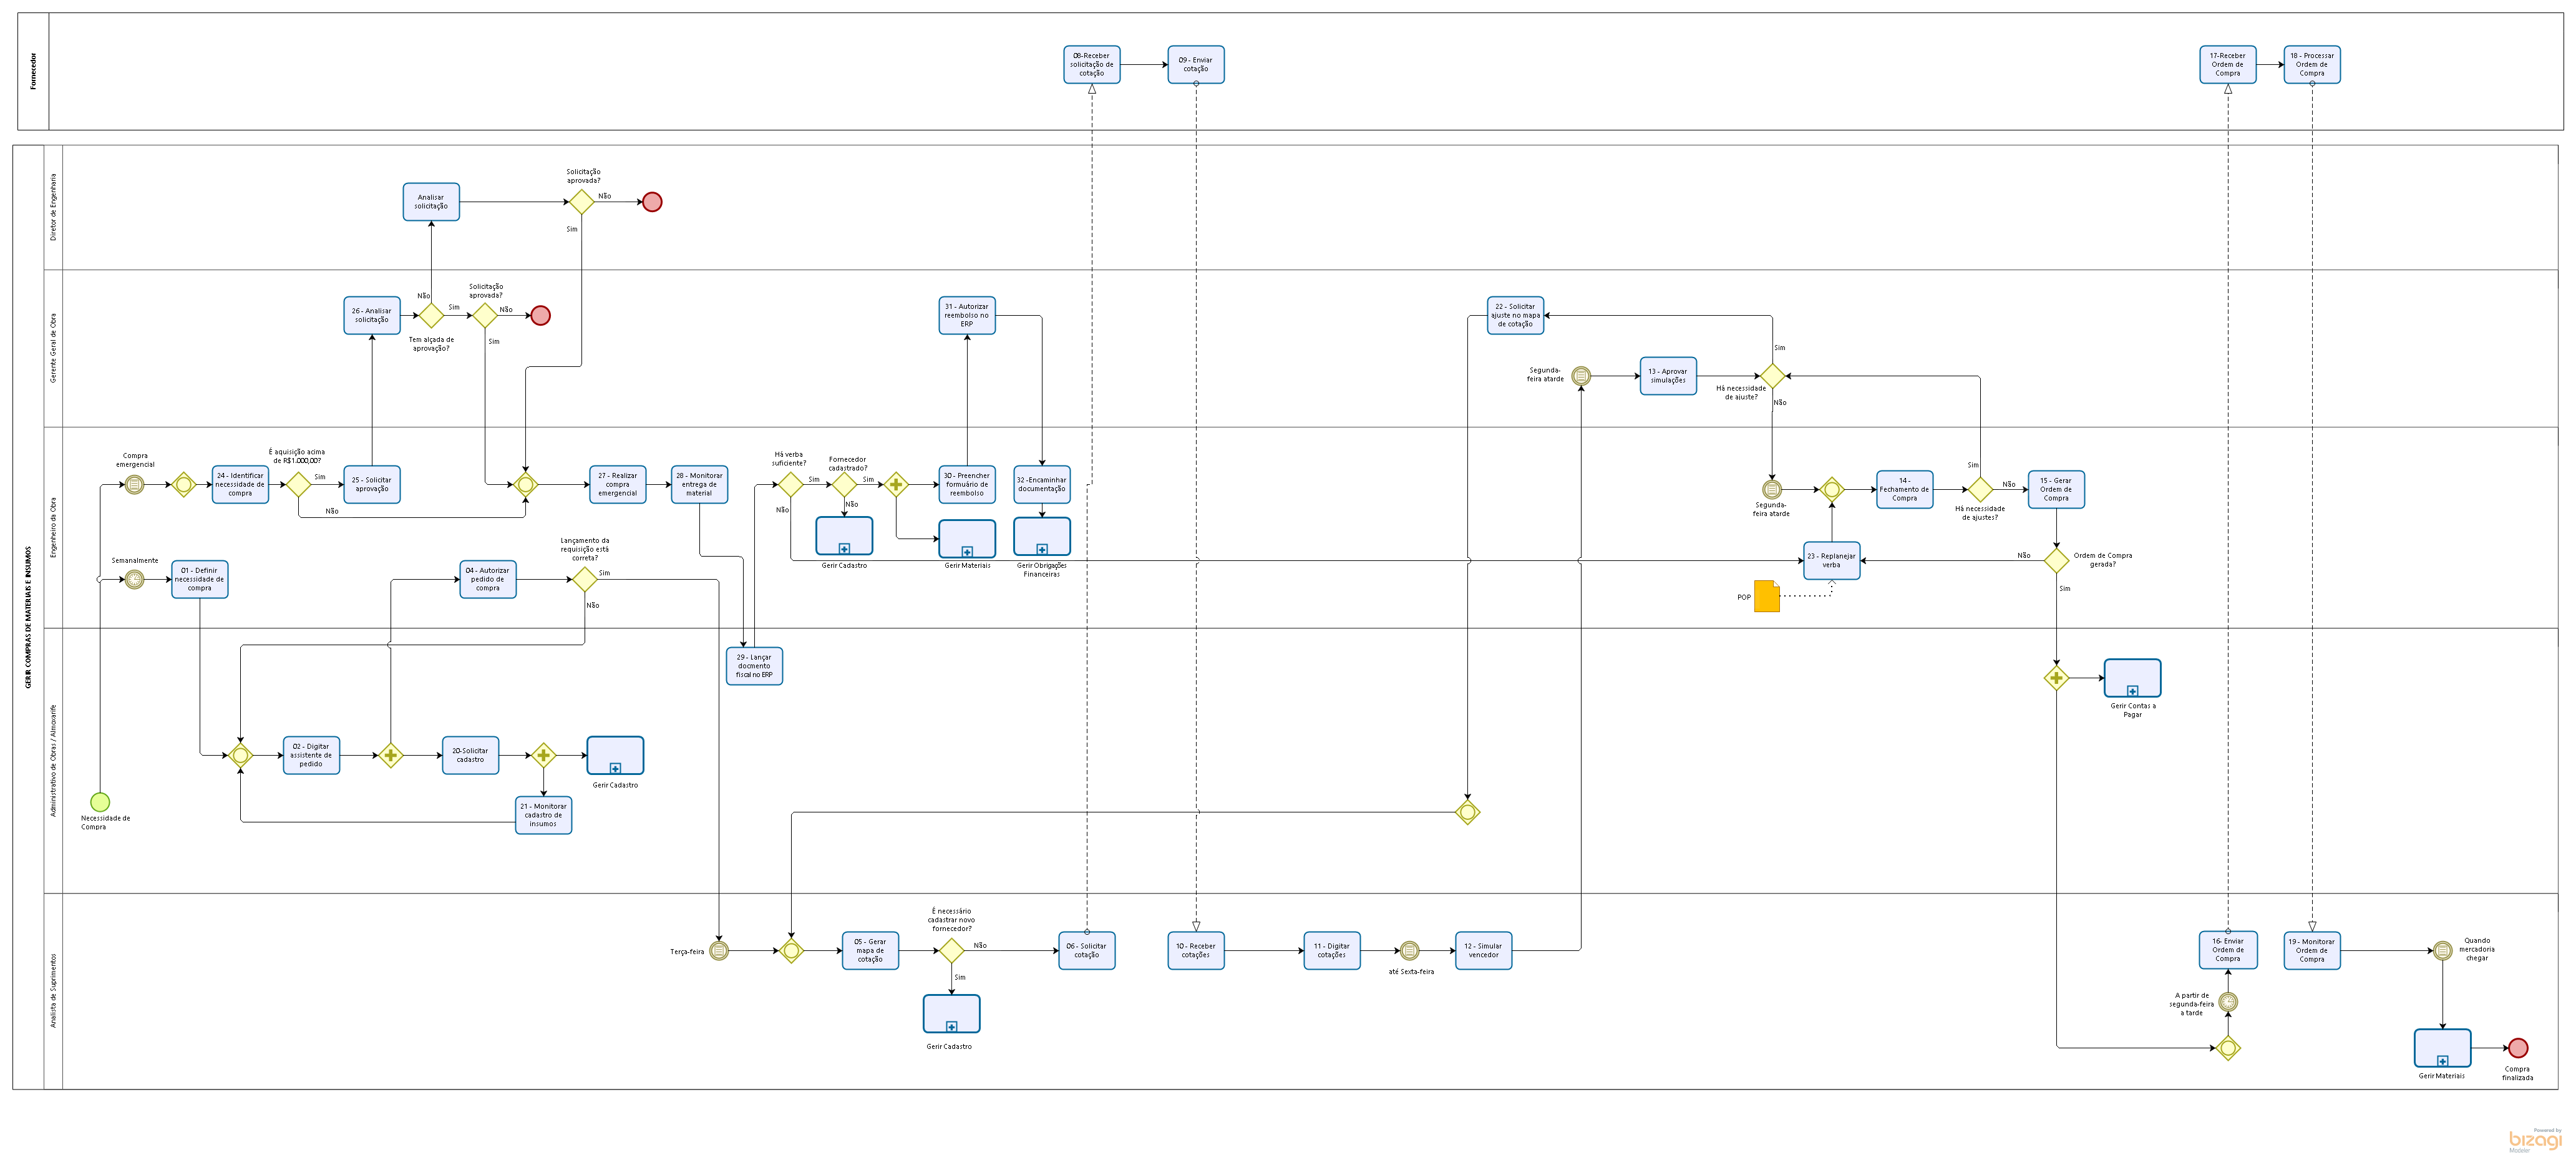 Fornecedor
08-Receber
solicitação de
cotação
09 - Enviar
cotação
17-Receber
Ordem de
Compra
18 - Processar
Ordem de
Compra
GERIR COMPRAS DE MATERIAIS E INSUMOS
Diretor de Engenharia
Analisar
solicitação
Solicitação
aprovada?
Não
Sim
Gerente Geral de Obra
26 - Analisar
solicitação
Não
Sim
Tem alçada de
aprovação?
Solicitação
aprovada?
Não
Sim
31 - Autorizar
reembolso no
ERP
22 - Solicitar
ajuste no mapa
de cotação
Segunda-
feira atarde
13 - Aprovar
simulações
Sim
Há necessidade
de ajuste?
Não
Engenheiro da Obra
Compra
emergencial
24 - Identificar
necessidade de
compra
É aquisição acima
de R$1.000,00?
Sim
Não
25 - Solicitar
aprovação
27 - Realizar
compra
emergencial
28 - Monitorar
entrega de
material
Há verba
suficiente?
Sim
Não
Fornecedor
cadastrado?
Sim
Não
Gerir Cadastro
30 - Preencher
formulário de
reembolso
Gerir Materiais
32 -Encaminhar
documentação
Gerir Obrigações
Financeiras
Segunda-
feira atarde
14 -
Fechamento de
Compra
Sim
Não
Há necessidade
de ajustes?
15 - Gerar
Ordem de
Compra
23 - Replanejar
verba
POP
Não
Ordem de Compra
gerada?
Sim
Semanalmente
01 - Definir
necessidade de
compra
04 - Autorizar
pedido de
compra
Lançamento da
requisição está
correta?
Sim
Não
Administrativo de Obras / Almoxarife
29 - Lançar
docmento
fiscal no ERP
02 - Digitar
assistente de
pedido
20-Solicitar
cadastro
Gerir Cadastro
21 - Monitorar
cadastro de
insumos
Necessidade de
Compra
Gerir Contas a
Pagar
Analista de Suprimentos
Terça-feira
05 - Gerar
mapa de
cotação
É necessário
cadastrar novo
fornecedor?
Não
Sim
Gerir Cadastro
06 - Solicitar
cotação
10 - Receber
cotações
11 - Digitar
cotações
até Sexta-feira
12 - Simular
vencedor
16- Enviar
Ordem de
Compra
A partir de
segunda-feira
a tarde
19 - Monitorar
Ordem de
Compra
Quando
mercadoria
chegar
Gerir Materiais
Compra
finalizada
Powered by
bizagi
Modeler